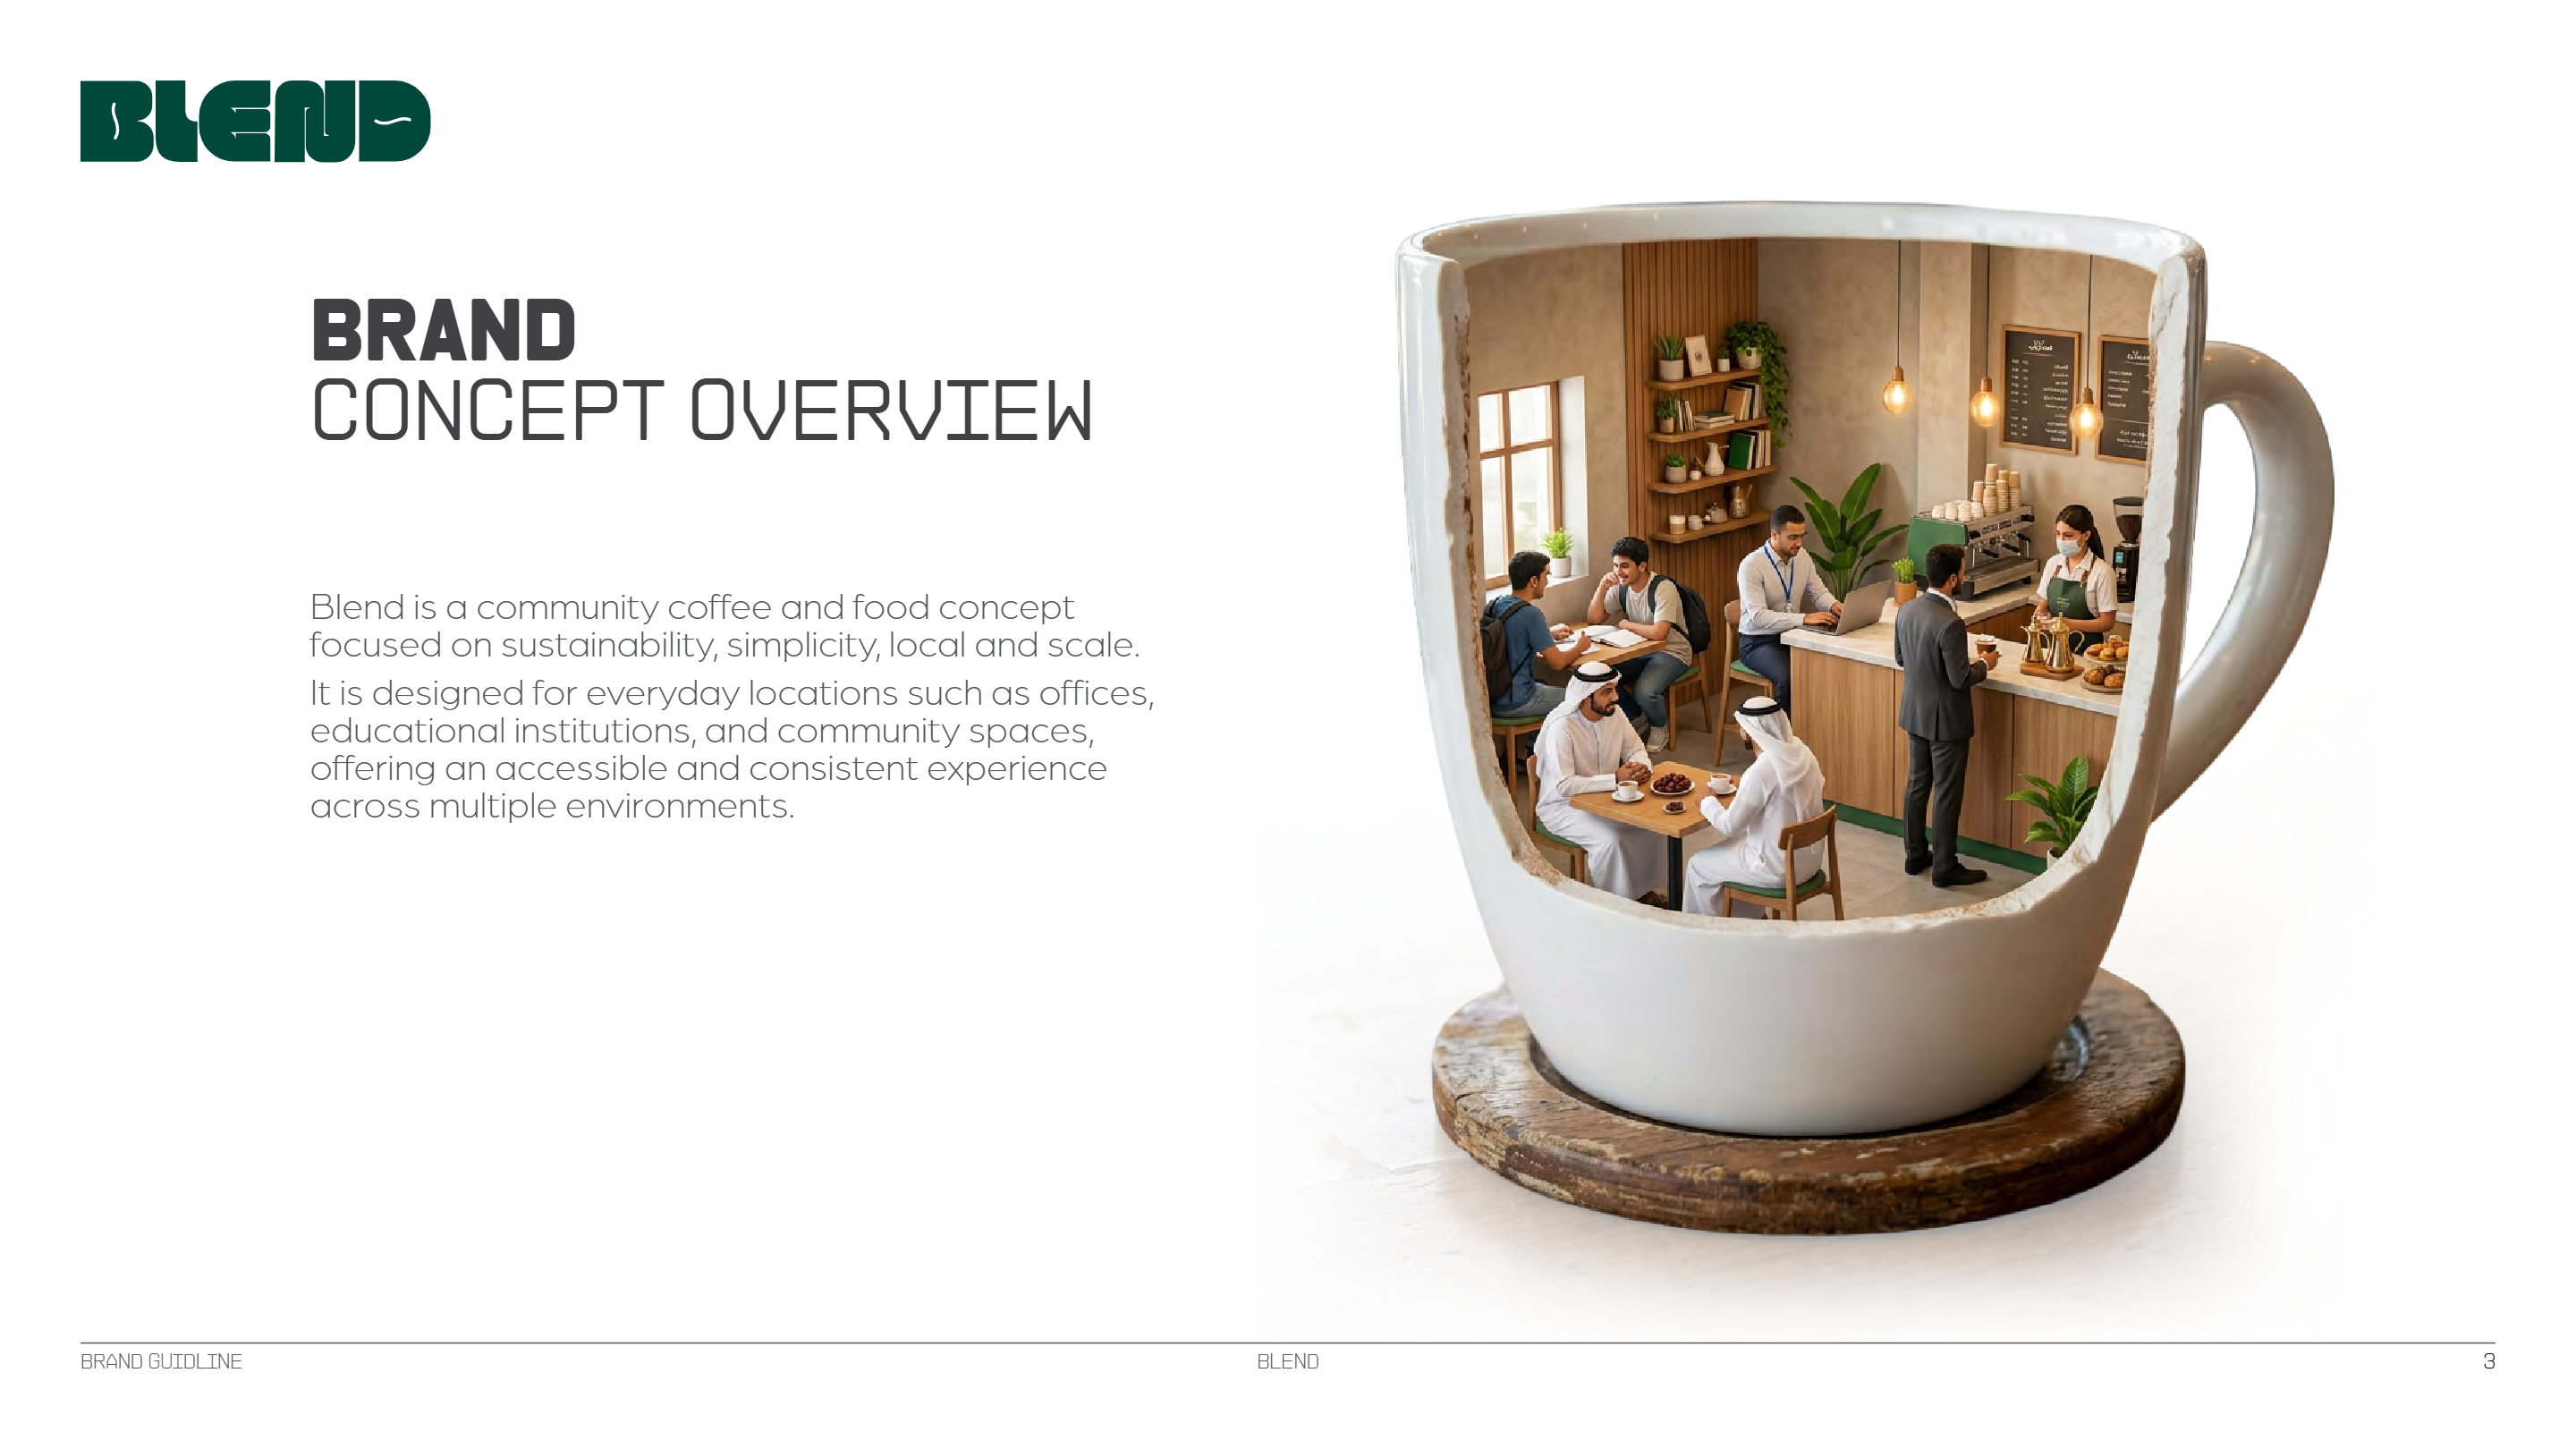 BLEND
BRAND
CONCEPT OVERVIEW
Blend is a community coffee and food concept
focused on sustainability, simplicity, local and scale.
It is designed for everyday locations such as offices,
educational institutions, and community spaces,
offering an accessible and consistent experience
across multiple environments.
BRAND GUIDLINE
BLEND
3